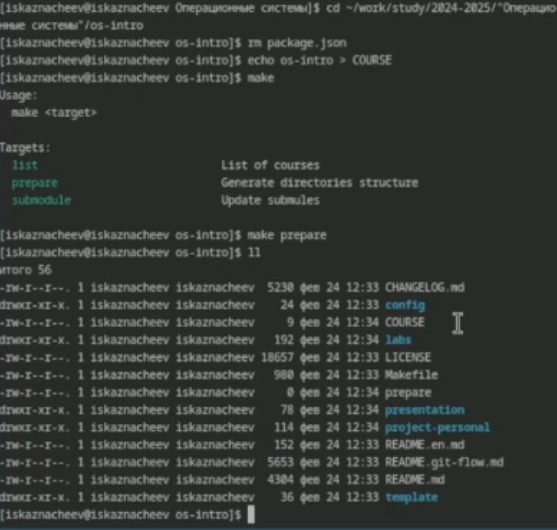 [iskaznacheev@iskaznacheev Операционные системы]$ cd ~/work/study/2024-2025/"Операцио
нные системы"/os-intro
[iskaznacheev@iskaznacheev os-intro]$ rm package.json
[iskaznacheev@iskaznacheev os-intro]$ echo os-intro > COURSE
[iskaznacheev@iskaznacheev os-intro]$ make
Usage:
  make <target>
Targets:
  list                          List of courses
  prepare                       Generate directories structure
  submodule                     Update submules
[iskaznacheev@iskaznacheev os-intro]$ make prepare
[iskaznacheev@iskaznacheev os-intro]$ ll
итого 56
-rw-r--r--. 1 iskaznacheev iskaznacheev  5230 фев 24 12:33 CHANGELOG.md
drwxr-xr-x. 1 iskaznacheev iskaznacheev    24 фев 24 12:33 config
-rw-r--r--. 1 iskaznacheev iskaznacheev     9 фев 24 12:34 COURSE
drwxr-xr-x. 1 iskaznacheev iskaznacheev   192 фев 24 12:34 labs
-rw-r--r--. 1 iskaznacheev iskaznacheev 18657 фев 24 12:33 LICENSE
-rw-r--r--. 1 iskaznacheev iskaznacheev   980 фев 24 12:33 Makefile
-rw-r--r--. 1 iskaznacheev iskaznacheev     0 фев 24 12:34 prepare
drwxr-xr-x. 1 iskaznacheev iskaznacheev    78 фев 24 12:34 presentation
drwxr-xr-x. 1 iskaznacheev iskaznacheev   114 фев 24 12:34 project-personal
-rw-r--r--. 1 iskaznacheev iskaznacheev   152 фев 24 12:33 README.en.md
-rw-r--r--. 1 iskaznacheev iskaznacheev  5653 фев 24 12:33 README.git-flow.md
-rw-r--r--. 1 iskaznacheev iskaznacheev  4304 фев 24 12:33 README.md
drwxr-xr-x. 1 iskaznacheev iskaznacheev    36 фев 24 12:33 template
[iskaznacheev@iskaznacheev os-intro]$